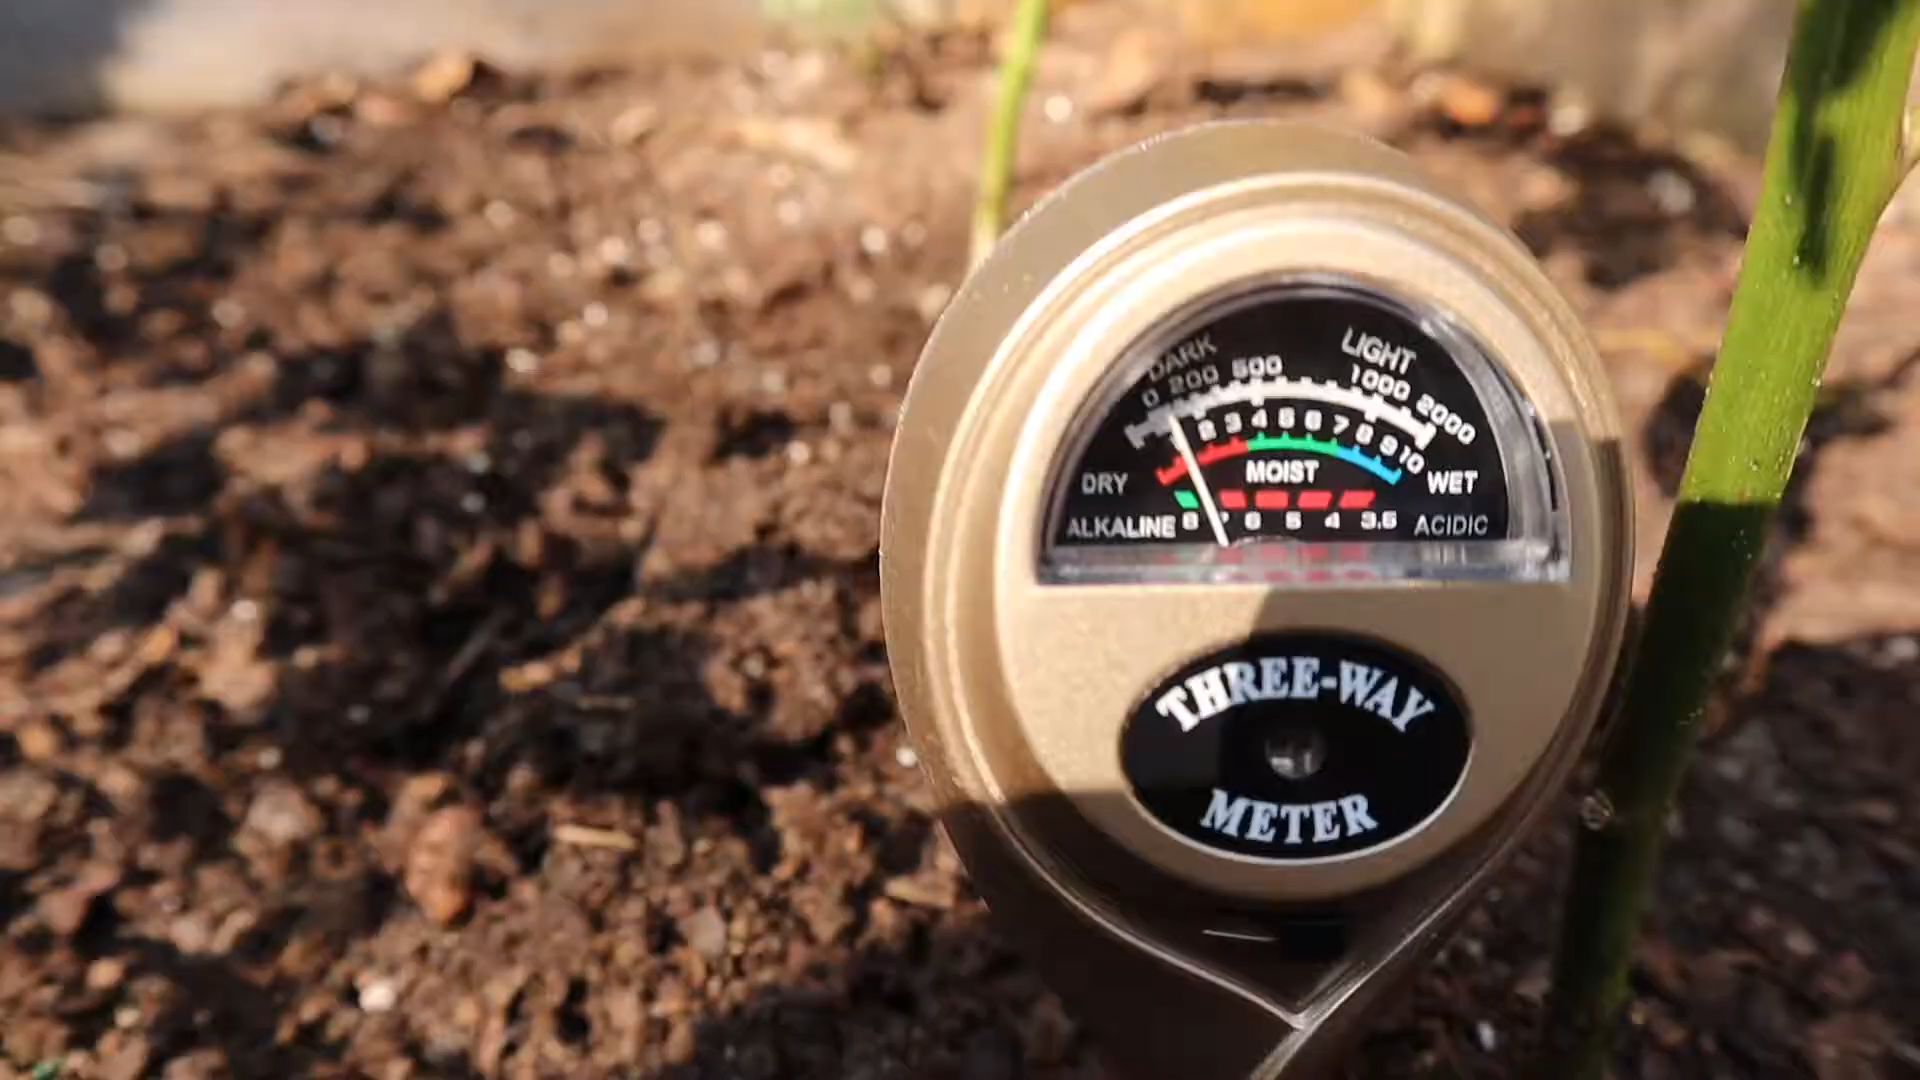 DARK LIGHT
0 200 500 1000 2000
2 3 4 5 6 7 8 9 10
DRY MOIST WET
ALKALINE 8 7 6 5 4 3.5 ACIDIC
THREE-WAY
METER